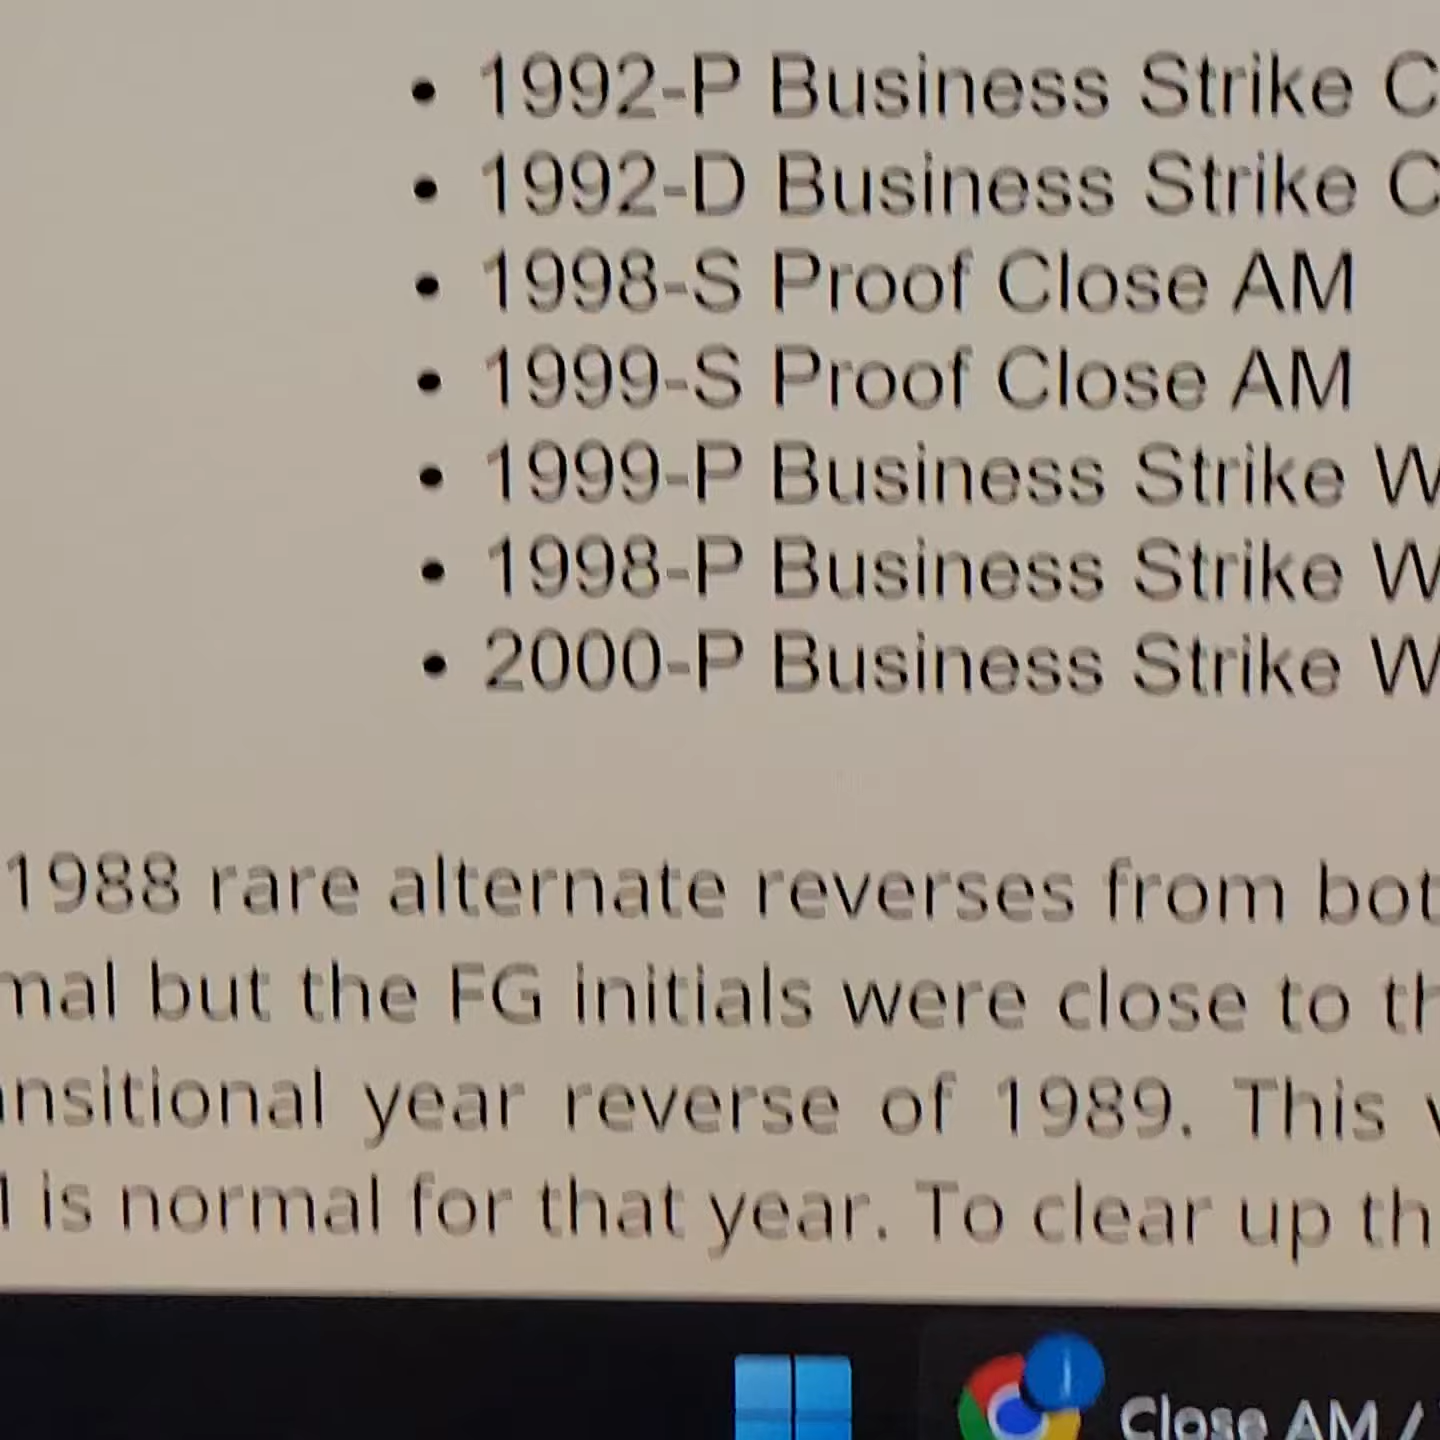 • 1992-P Business Strike C
• 1992-D Business Strike C
• 1998-S Proof Close AM
• 1999-S Proof Close AM
• 1999-P Business Strike W
• 1998-P Business Strike W
• 2000-P Business Strike W
1988 rare alternate reverses from bot
mal but the FG initials were close to th
nsitional year reverse of 1989. This
is normal for that year. To clear up th
Close AM /